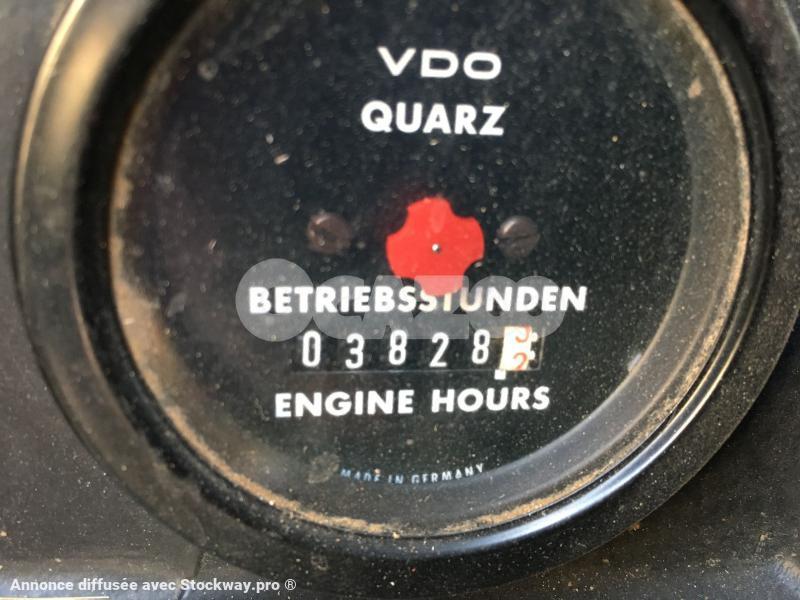 VDO
QUARZ
BETRIEBSSTUNDEN
03828
ENGINE HOURS
MADE IN GERMANY
Annonce diffusée avec Stockway.pro ®